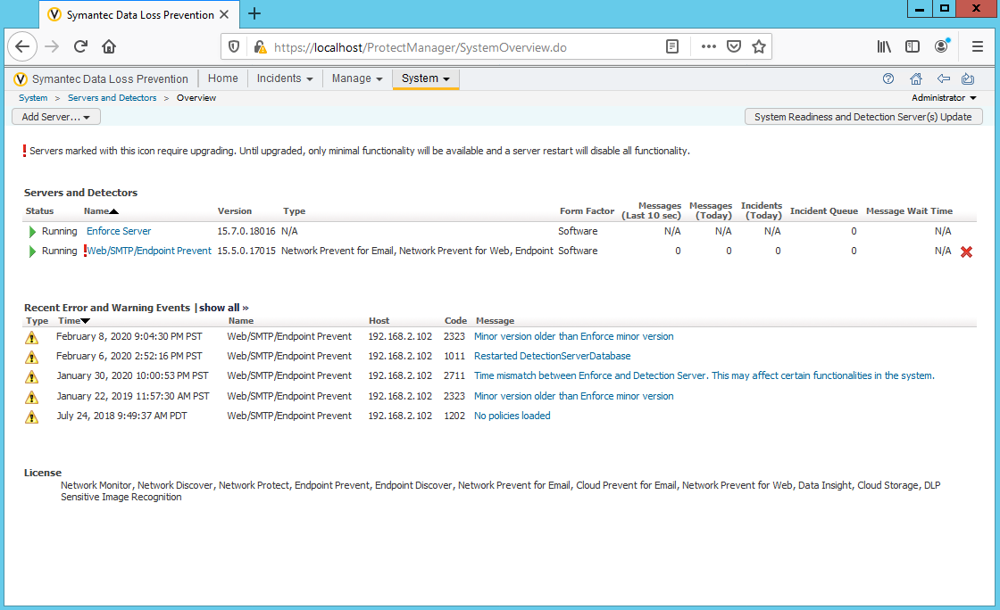 Symantec Data Loss Prevention
https://localhost/ProtectManager/SystemOverview.do
Symantec Data Loss Prevention Home Incidents Manage System
System > Servers and Detectors > Overview Administrator
Add Server... System Readiness and Detection Server(s) Update
Servers marked with this icon require upgrading. Until upgraded, only minimal functionality will be available and a server restart will disable all functionality.
Servers and Detectors
Status Name Version Type Form Factor Messages (Last 10 sec) Messages (Today) Incidents (Today) Incident Queue Message Wait Time
Running Enforce Server 15.7.0.18016 N/A Software N/A N/A N/A 0 N/A
Running Web/SMTP/Endpoint Prevent 15.5.0.17015 Network Prevent for Email, Network Prevent for Web, Endpoint Software 0 0 0 0 N/A
Recent Error and Warning Events | show all »
Type Time Name Host Code Message
February 8, 2020 9:04:30 PM PST Web/SMTP/Endpoint Prevent 192.168.2.102 2323 Minor version older than Enforce minor version
February 6, 2020 2:52:16 PM PST Web/SMTP/Endpoint Prevent 192.168.2.102 1011 Restarted DetectionServerDatabase
January 30, 2020 10:00:53 PM PST Web/SMTP/Endpoint Prevent 192.168.2.102 2711 Time mismatch between Enforce and Detection Server. This may affect certain functionalities in the system.
January 22, 2019 11:57:30 AM PST Web/SMTP/Endpoint Prevent 192.168.2.102 2323 Minor version older than Enforce minor version
July 24, 2018 9:49:37 AM PDT Web/SMTP/Endpoint Prevent 192.168.2.102 1202 No policies loaded
License
Network Monitor, Network Discover, Network Protect, Endpoint Prevent, Endpoint Discover, Network Prevent for Email, Cloud Prevent for Email, Network Prevent for Web, Data Insight, Cloud Storage, DLP
Sensitive Image Recognition